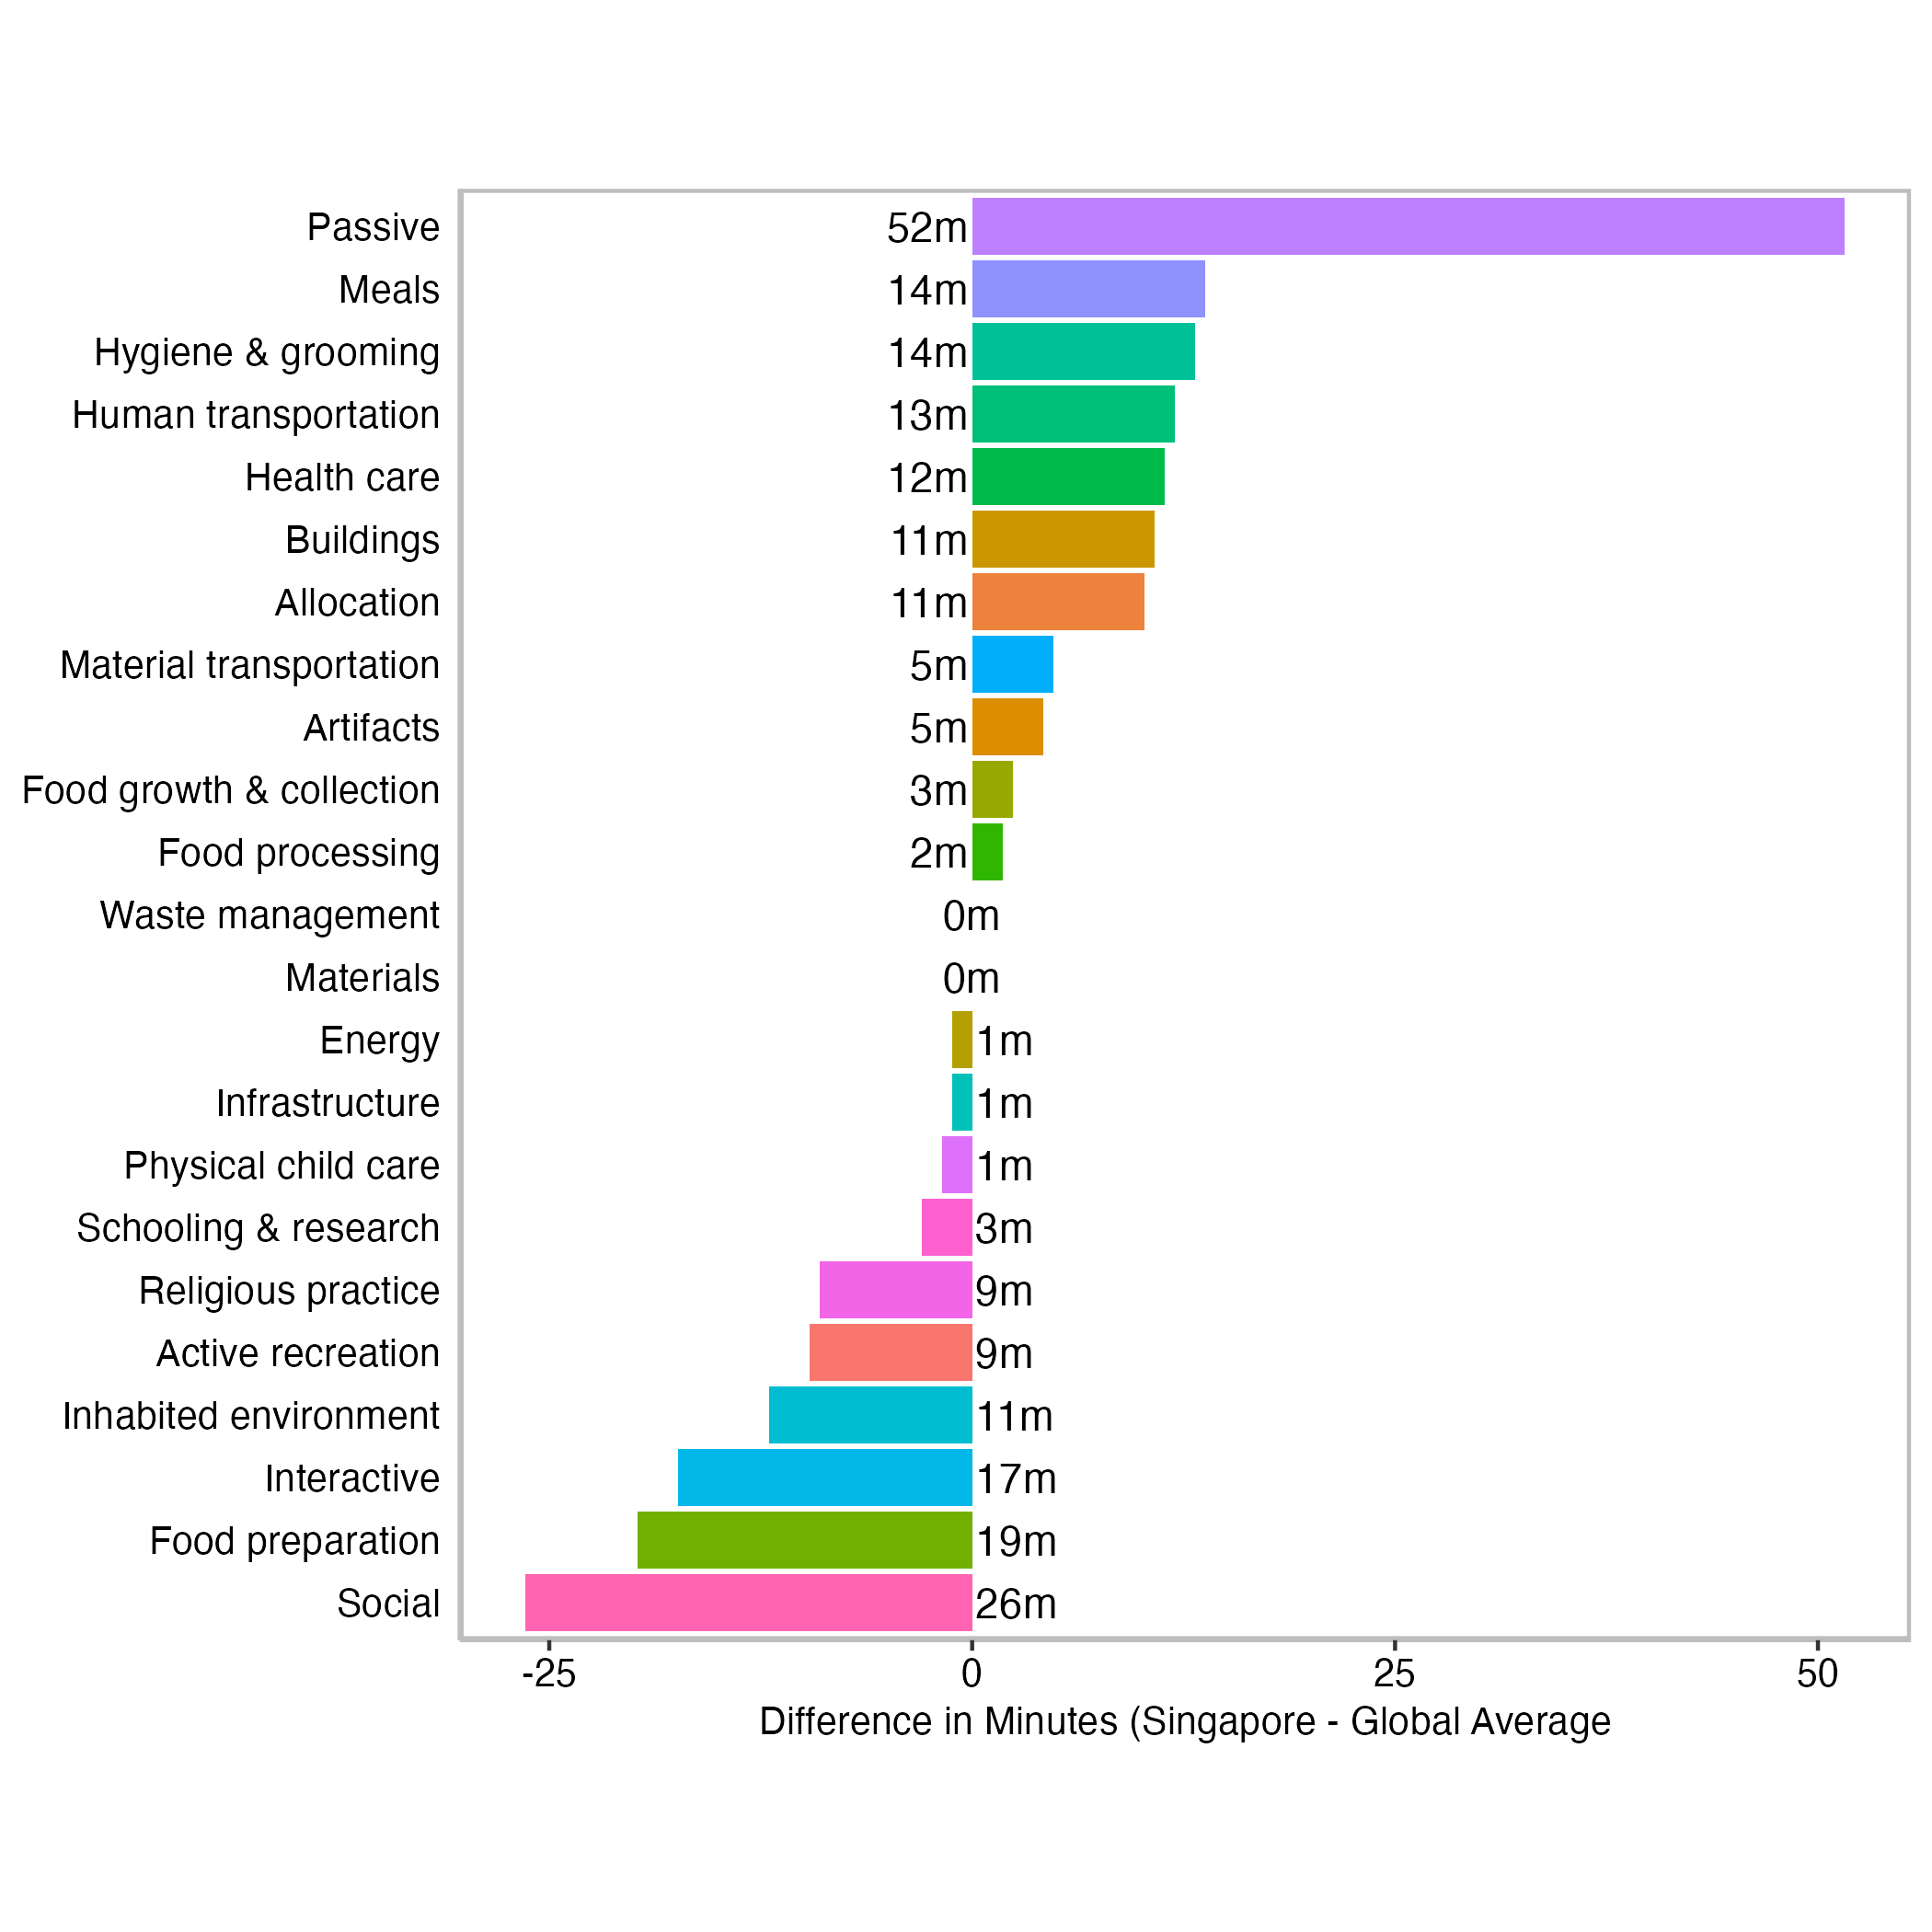 Passive 52m
Meals 14m
Hygiene & grooming 14m
Human transportation 13m
Health care 12m
Buildings 11m
Allocation 11m
Material transportation 5m
Artifacts 5m
Food growth & collection 3m
Food processing 2m
Waste management 0m
Materials 0m
Energy 1m
Infrastructure 1m
Physical child care 1m
Schooling & research 3m
Religious practice 9m
Active recreation 9m
Inhabited environment 11m
Interactive 17m
Food preparation 19m
Social 26m
-25 0 25 50
Difference in Minutes (Singapore - Global Average